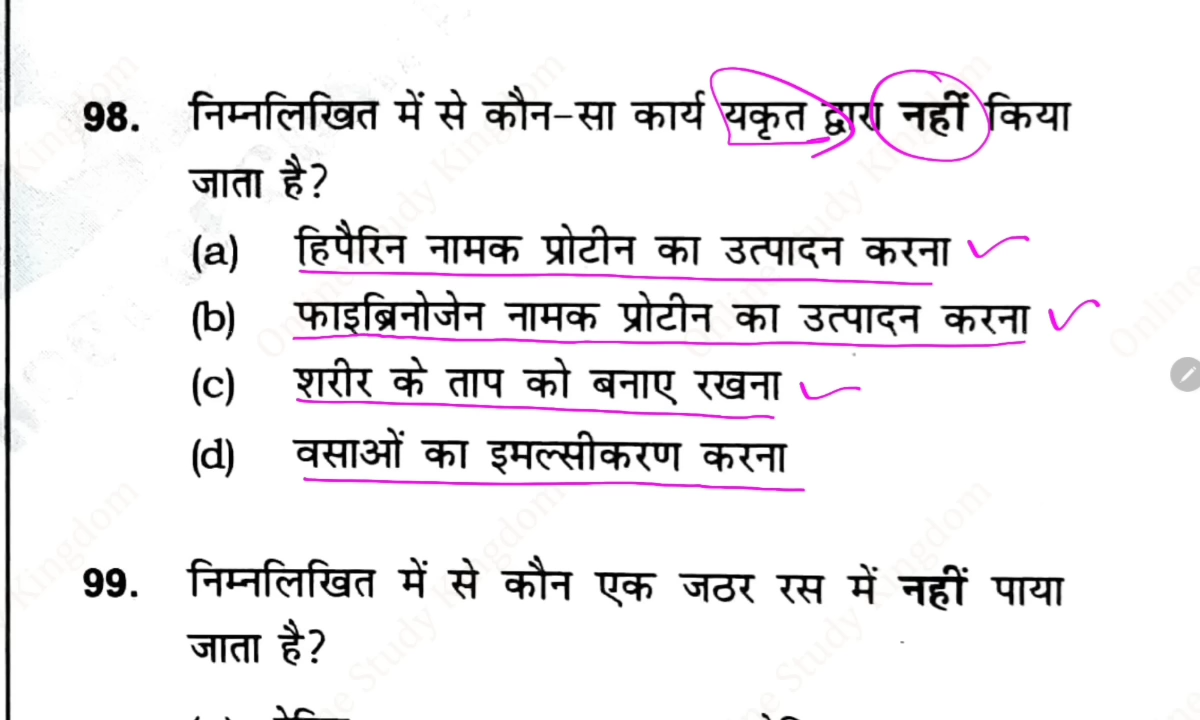 98. निम्नलिखित में से कौन-सा कार्य यकृत द्वारा नहीं किया
जाता है?
(a) हिपैरिन नामक प्रोटीन का उत्पादन करना
(b) फाइब्रिनोजेन नामक प्रोटीन का उत्पादन करना
(c) शरीर के ताप को बनाए रखना
(d) वसाओं का इमल्सीकरण करना
99. निम्नलिखित में से कौन एक जठर रस में नहीं पाया
जाता है?